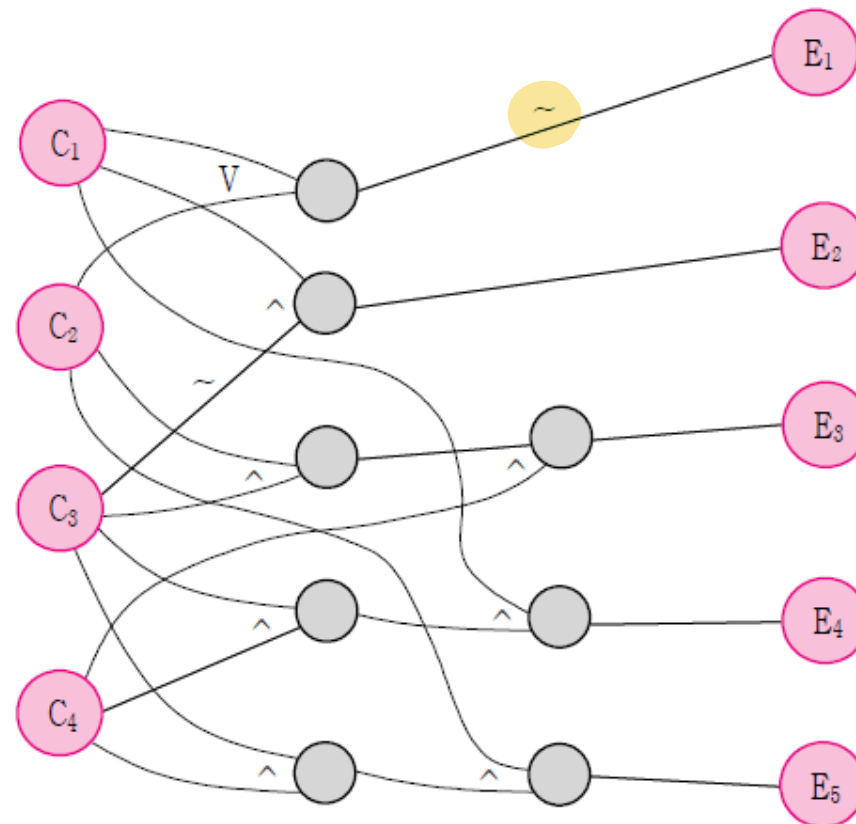 E₁
~
C₁
V
E₂
^
C₂
~
E₃
^
^
C₃
E₄
^
^
C₄
^
^
E₅